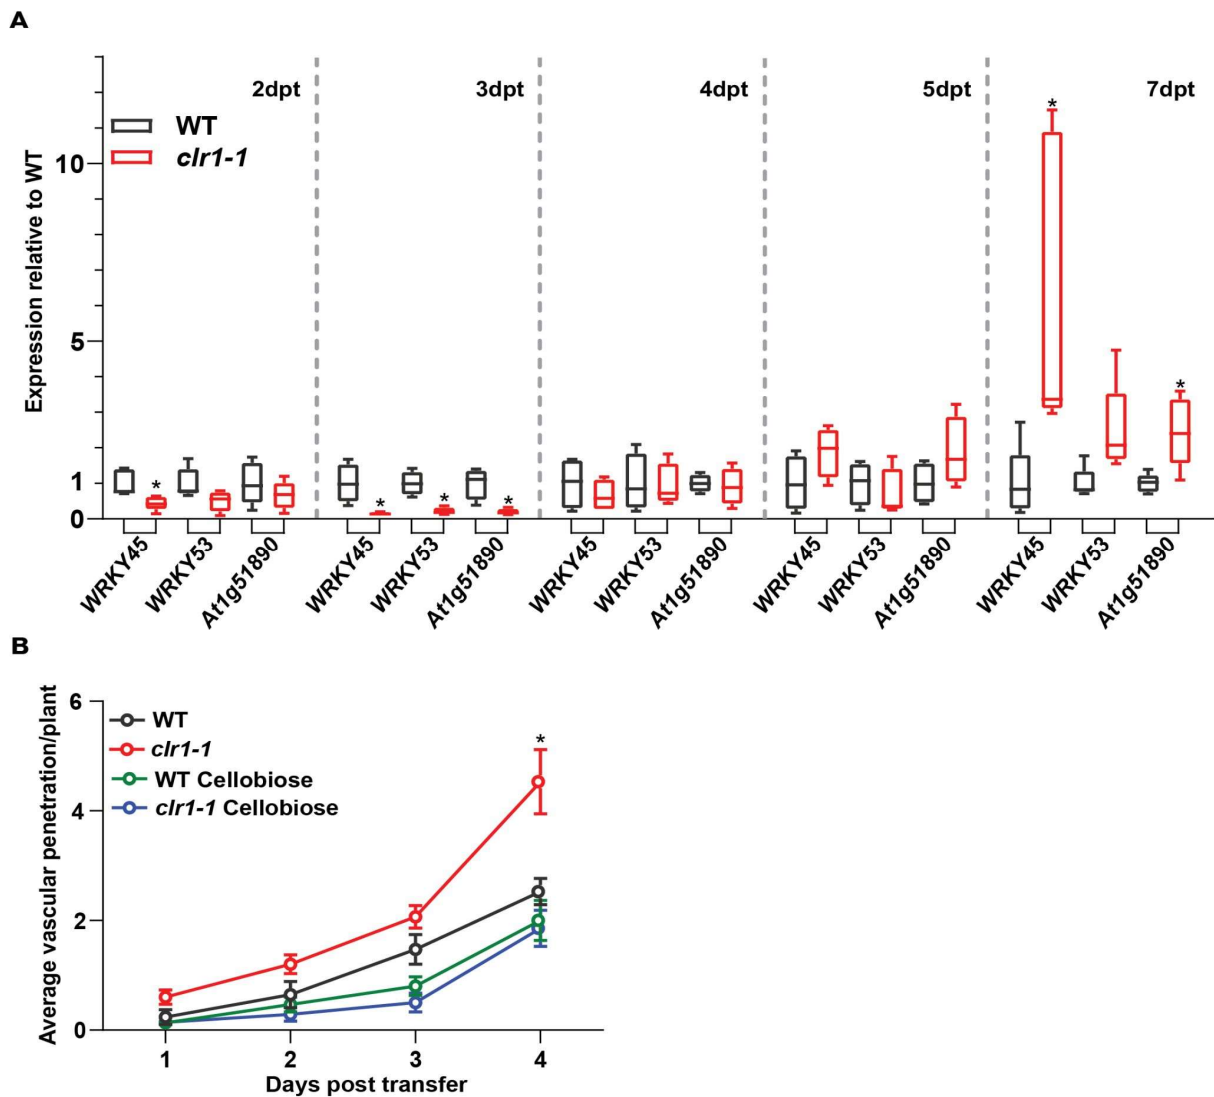 A
2dpt
3dpt
4dpt
5dpt
7dpt
WT
clr1-1
Expression relative to WT
10
5
1
0
*
*
*
*
*
*
WRKY45
WRKY53
At1g51890
WRKY45
WRKY53
At1g51890
WRKY45
WRKY53
At1g51890
WRKY45
WRKY53
At1g51890
WRKY45
WRKY53
At1g51890
B
Average vascular penetration/plant
6
4
2
0
WT
clr1-1
WT Cellobiose
clr1-1 Cellobiose
*
1
2
3
4
Days post transfer